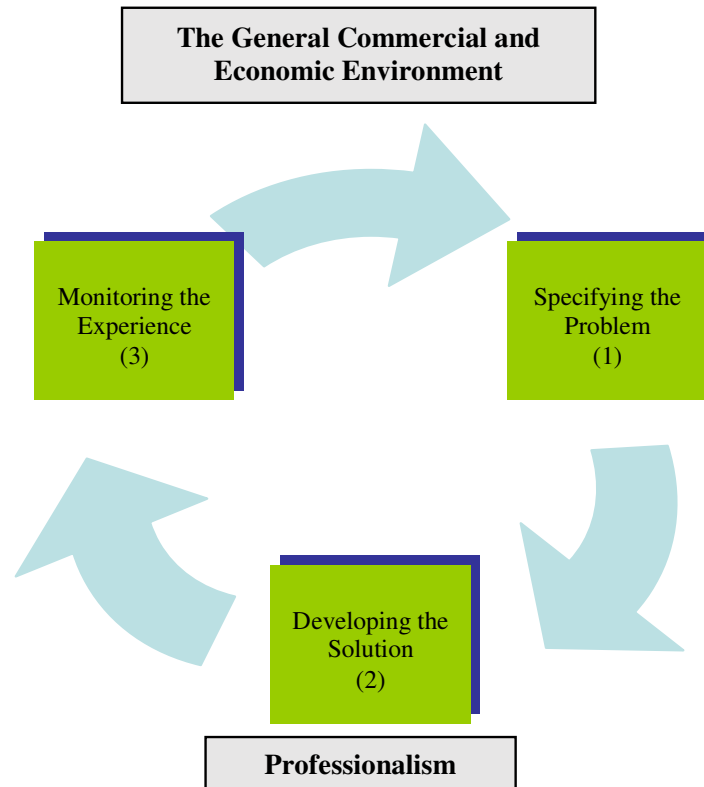 The General Commercial and
Economic Environment
Monitoring the
Experience
(3)
Specifying the
Problem
(1)
Developing the
Solution
(2)
Professionalism